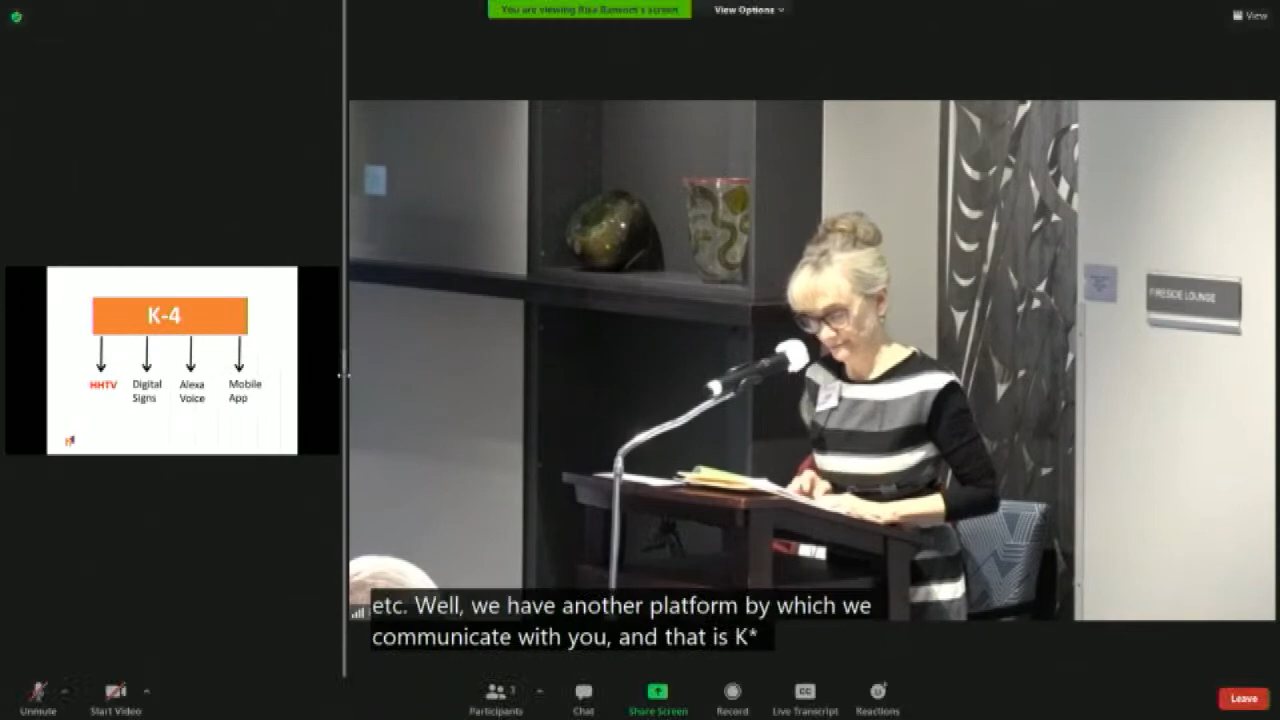 You are viewing Risa Ransom's screen
View Options
View
K-4
HHTV
Digital
Signs
Alexa
Voice
Mobile
App
FIRESIDE LOUNGE
etc. Well, we have another platform by which we
communicate with you, and that is K*
Unmute
Start Video
Participants
Chat
Share Screen
Record
Live Transcript
Reactions
Leave